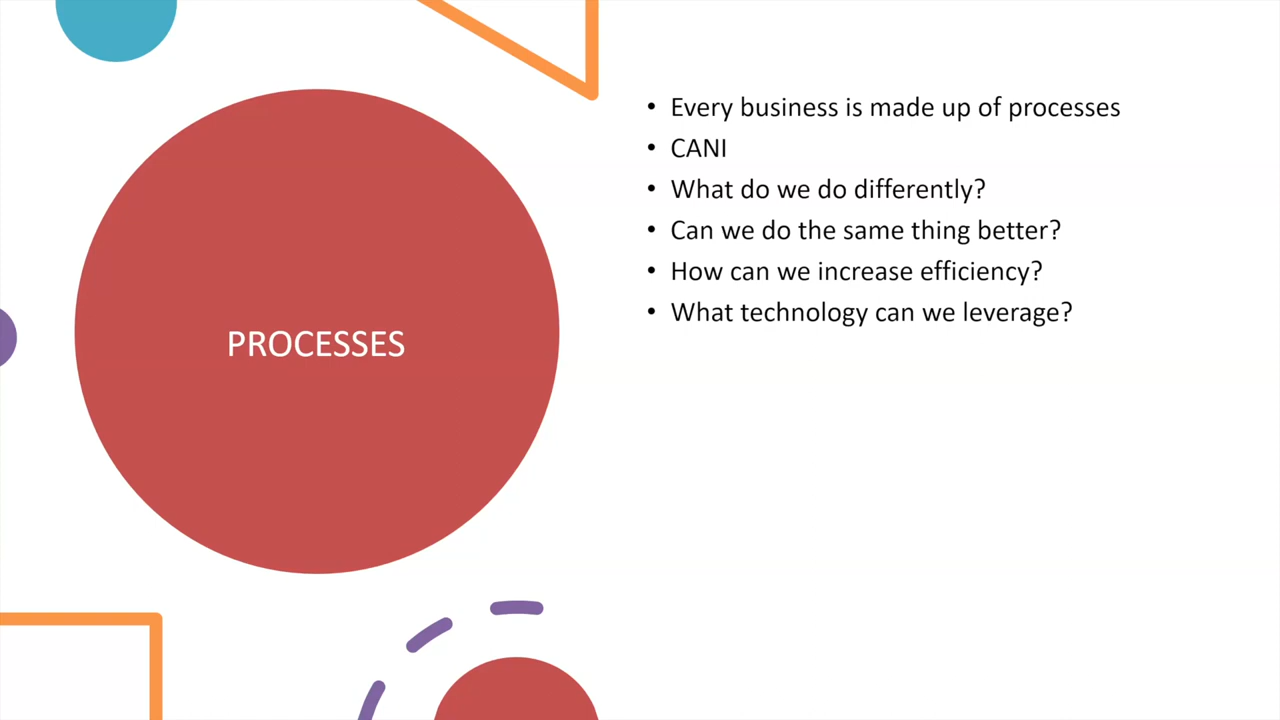 PROCESSES
• Every business is made up of processes
• CANI
• What do we do differently?
• Can we do the same thing better?
• How can we increase efficiency?
• What technology can we leverage?